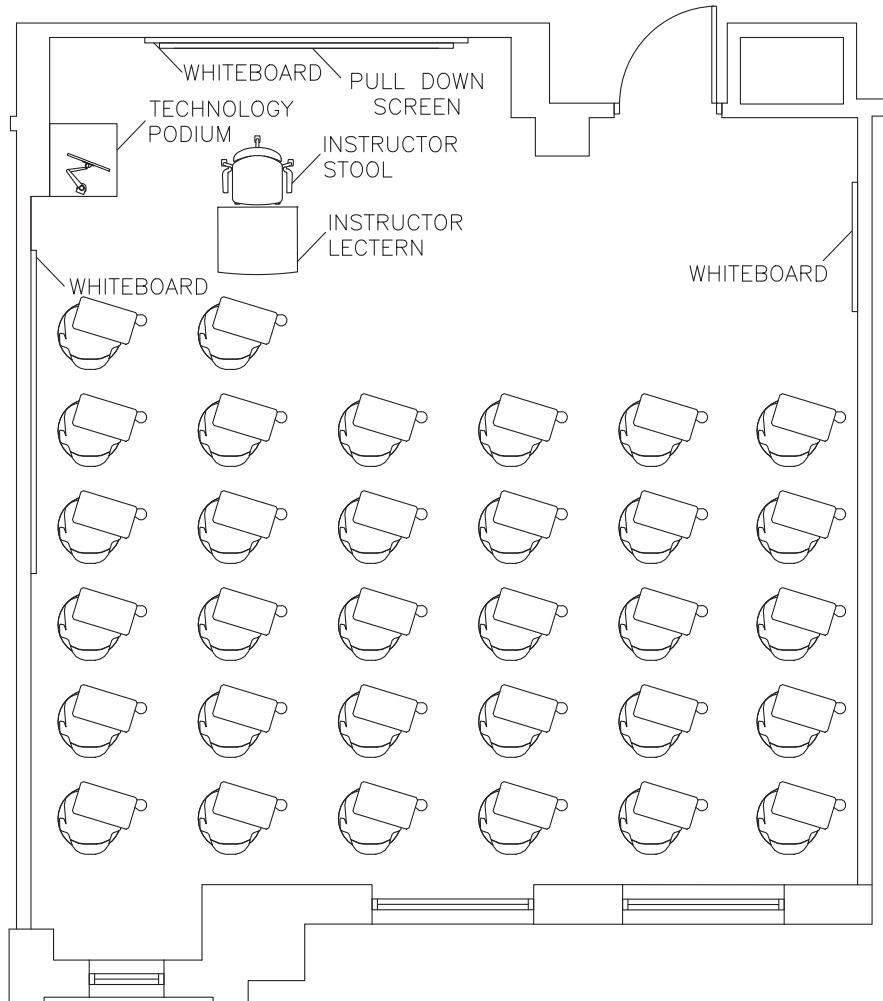 WHITEBOARD
PULL DOWN
SCREEN
TECHNOLOGY
PODIUM
INSTRUCTOR
STOOL
INSTRUCTOR
LECTERN
WHITEBOARD
WHITEBOARD